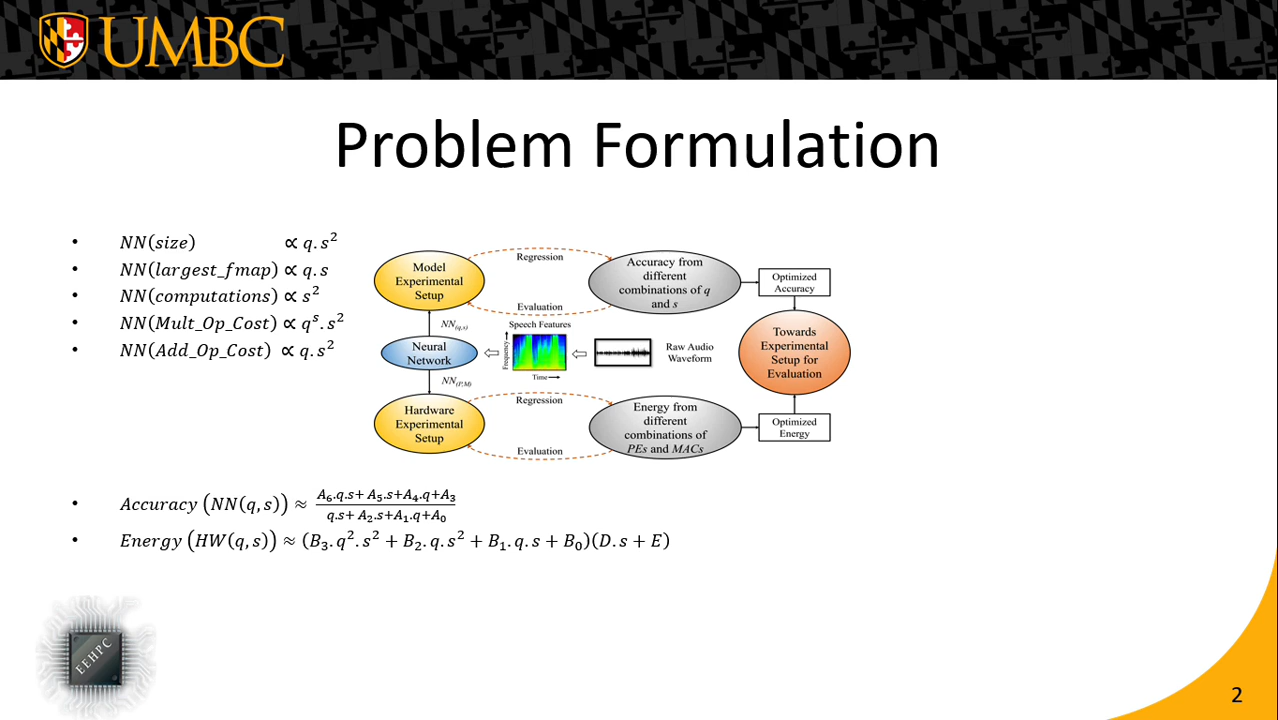 UMBC
Problem Formulation
• NN(size) ∝ q.s²
• NN(largest_fmap) ∝ q.s
• NN(computations) ∝ s²
• NN(Mult_Op_Cost) ∝ qˢ.s²
• NN(Add_Op_Cost) ∝ q.s²
Model
Experimental
Setup
Regression
Evaluation
Accuracy from
different
combinations of q
and s
Optimized
Accuracy
NN(q,s)
Neural
Network
NN(P,M)
Speech Features
Frequency
Time
Raw Audio
Waveform
Towards
Experimental
Setup for
Evaluation
Hardware
Experimental
Setup
Regression
Evaluation
Energy from
different
combinations of
PEs and MACs
Optimized
Energy
• Accuracy (NN(q,s)) ≈ (A₆.q.s+ A₅.s+A₄.q+A₃)/(q.s+ A₂.s+A₁.q+A₀)
• Energy (HW(q,s)) ≈ (B₃.q².s² + B₂.q.s² + B₁.q.s + B₀)(D.s + E)
EEHPC
2